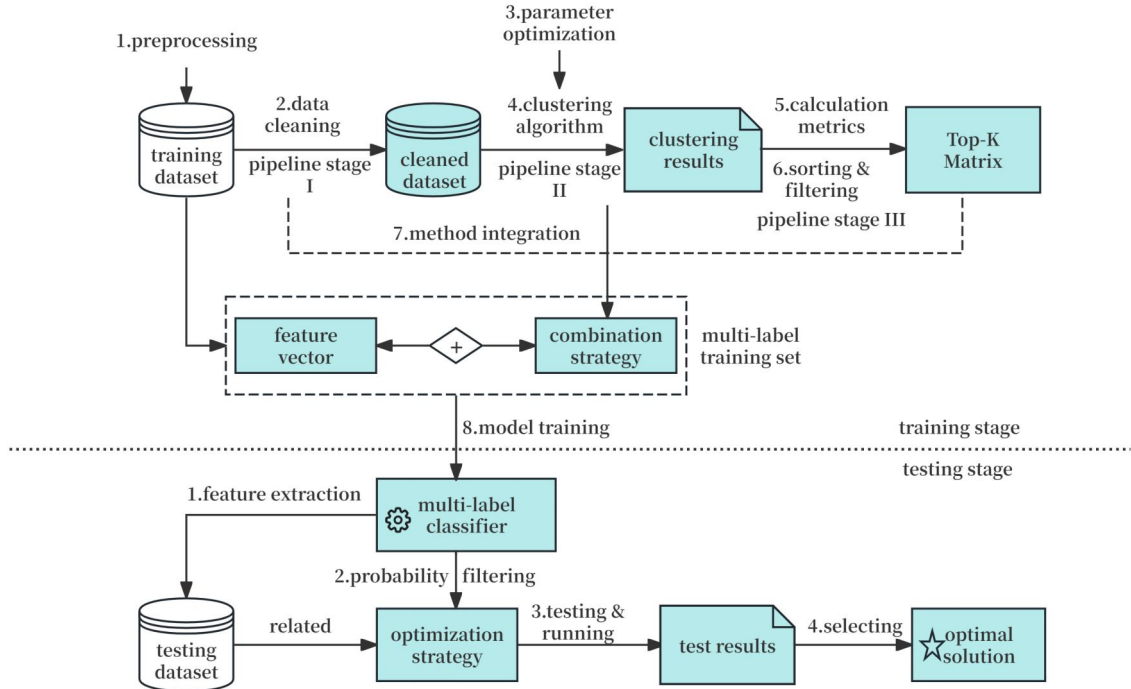 3.parameter
optimization
1.preprocessing
training
dataset
2.data
cleaning
pipeline stage
I
cleaned
dataset
4.clustering
algorithm
pipeline stage
II
clustering
results
5.calculation
metrics
6.sorting &
filtering
pipeline stage III
Top-K
Matrix
7.method integration
feature
vector
+
combination
strategy
multi-label
training set
8.model training
training stage
testing stage
1.feature extraction
multi-label
classifier
2.probability filtering
testing
dataset
related
optimization
strategy
3.testing &
running
test results
4.selecting
optimal
solution